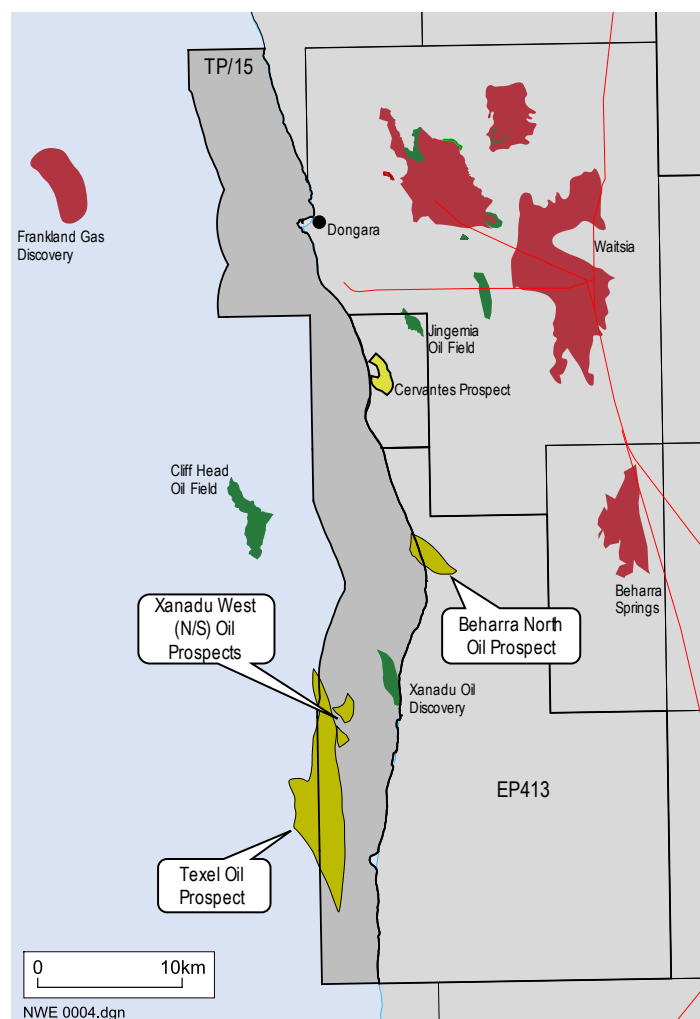 TP/15
Frankland Gas
Discovery
Dongara
Waitsia
Jingemia
Oil Field
Cervantes Prospect
Cliff Head
Oil Field
Beharra
Springs
Xanadu West
(N/S) Oil
Prospects
Beharra North
Oil Prospect
Xanadu Oil
Discovery
EP413
Texel Oil
Prospect
0 10km
NWE 0004.dgn